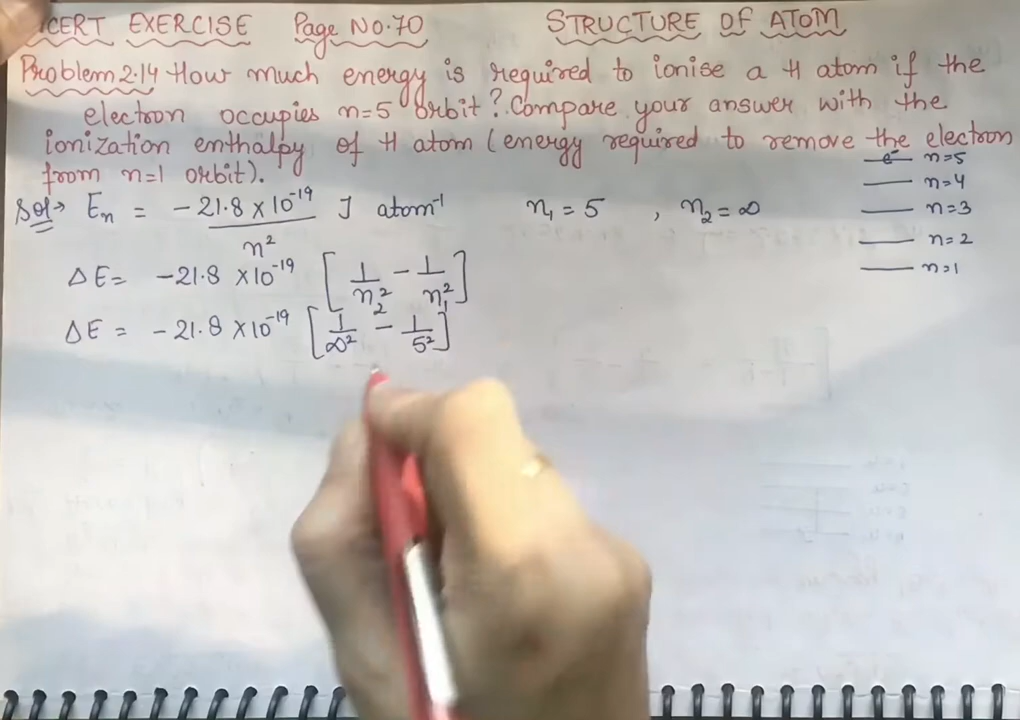 CERT EXERCISE Page No.70 STRUCTURE OF ATOM
Problem 2.14 How much energy is required to ionise a H atom if the
electron occupies n=5 orbit? Compare your answer with the
ionization enthalpy of H atom (energy required to remove the electron
from n=1 orbit).
e⁻ n=5
n=4
n=3
n=2
n=1
Sol→ En = -21.8 × 10⁻¹⁹ / n² J atom⁻¹ n₁ = 5 , n₂ = ∞
ΔE = -21.8 × 10⁻¹⁹ [1/n₂² - 1/n₁²]
ΔE = -21.8 × 10⁻¹⁹ [1/∞² - 1/5²]